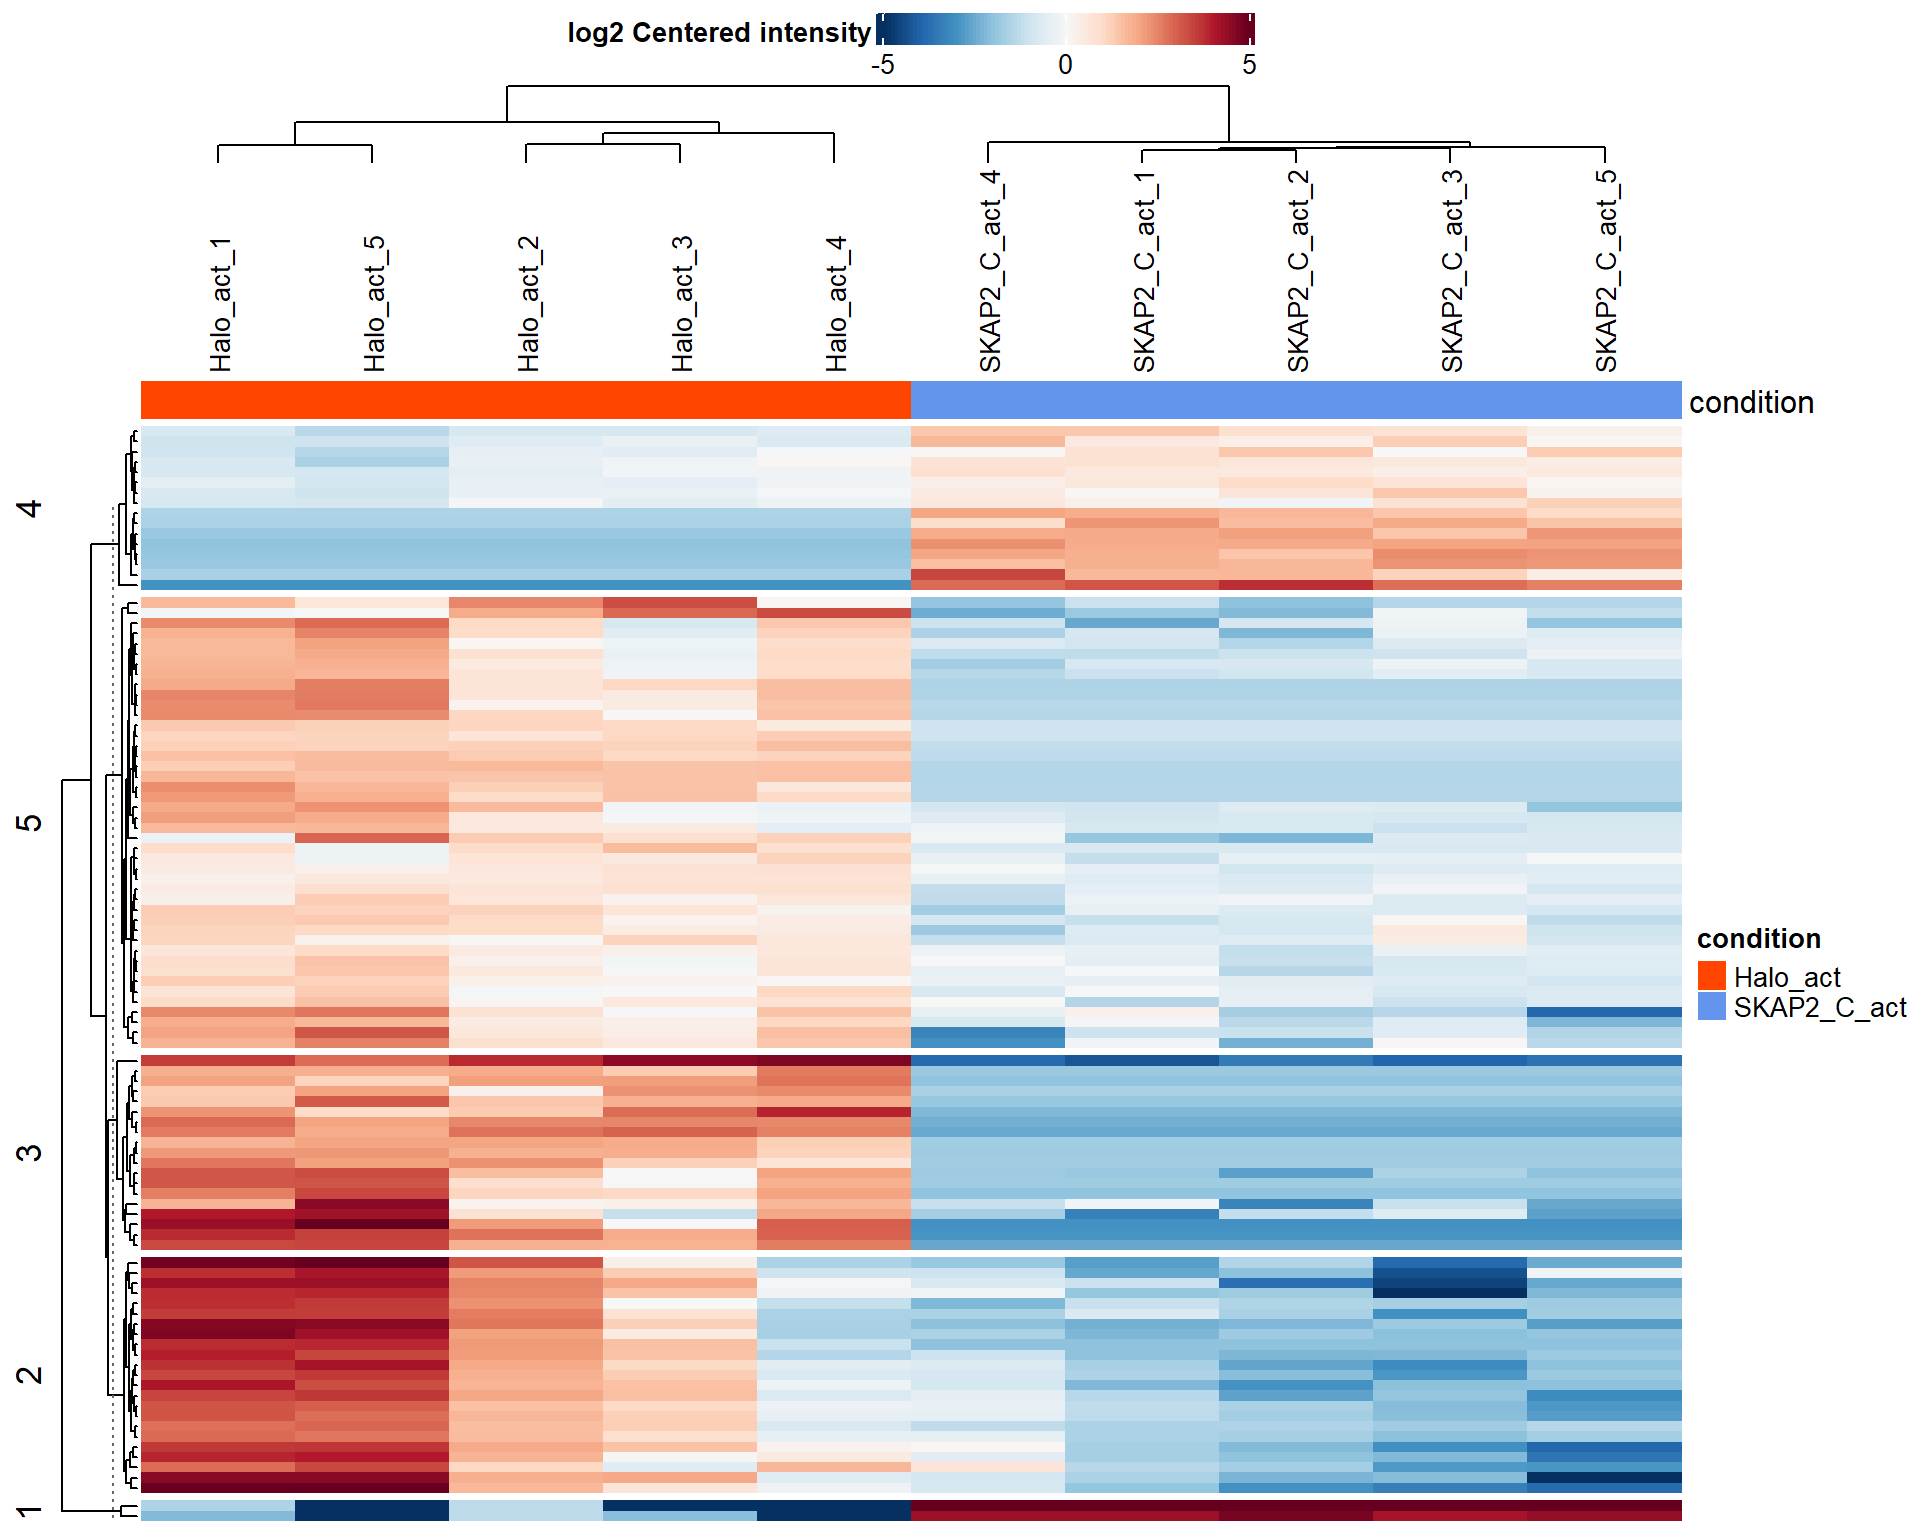 log2 Centered intensity
-5 0 5
Halo_act_1
Halo_act_5
Halo_act_2
Halo_act_3
Halo_act_4
SKAP2_C_act_4
SKAP2_C_act_1
SKAP2_C_act_2
SKAP2_C_act_3
SKAP2_C_act_5
condition
4
5
3
2
1
condition
Halo_act
SKAP2_C_act